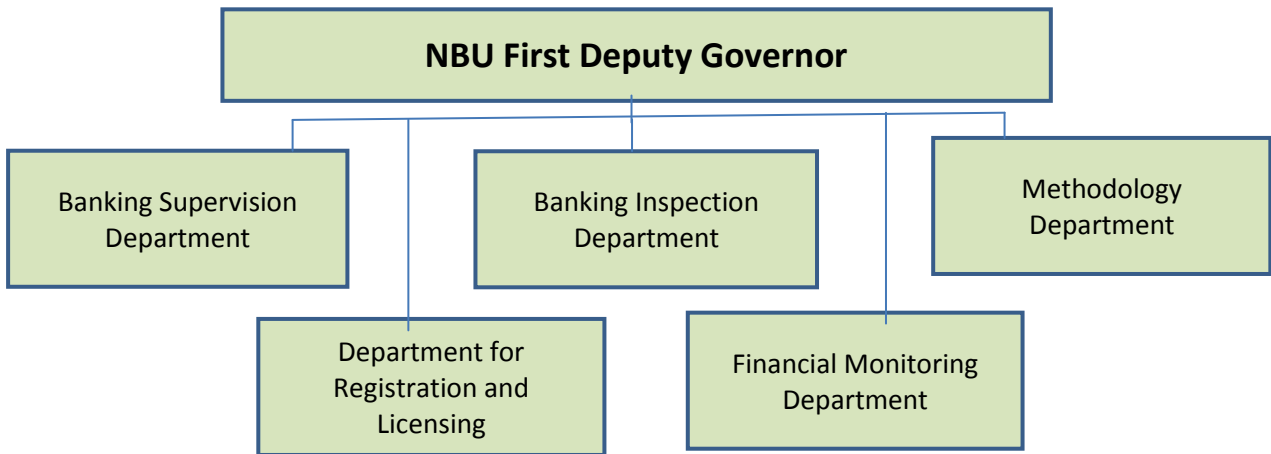 NBU First Deputy Governor
Banking Supervision
Department
Banking Inspection
Department
Methodology
Department
Department for
Registration and
Licensing
Financial Monitoring
Department